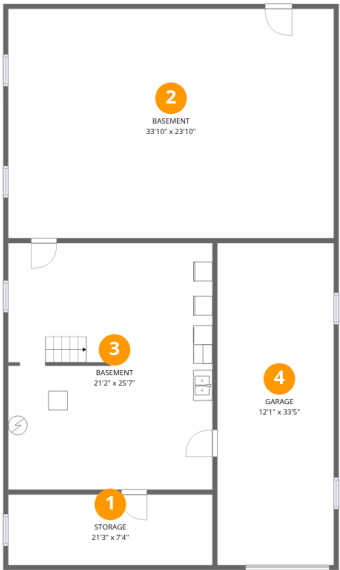 2
BASEMENT
33'10" x 23'10"
3
BASEMENT
21'2" x 25'7"
4
GARAGE
12'1" x 33'5"
1
STORAGE
21'3" x 7'4"